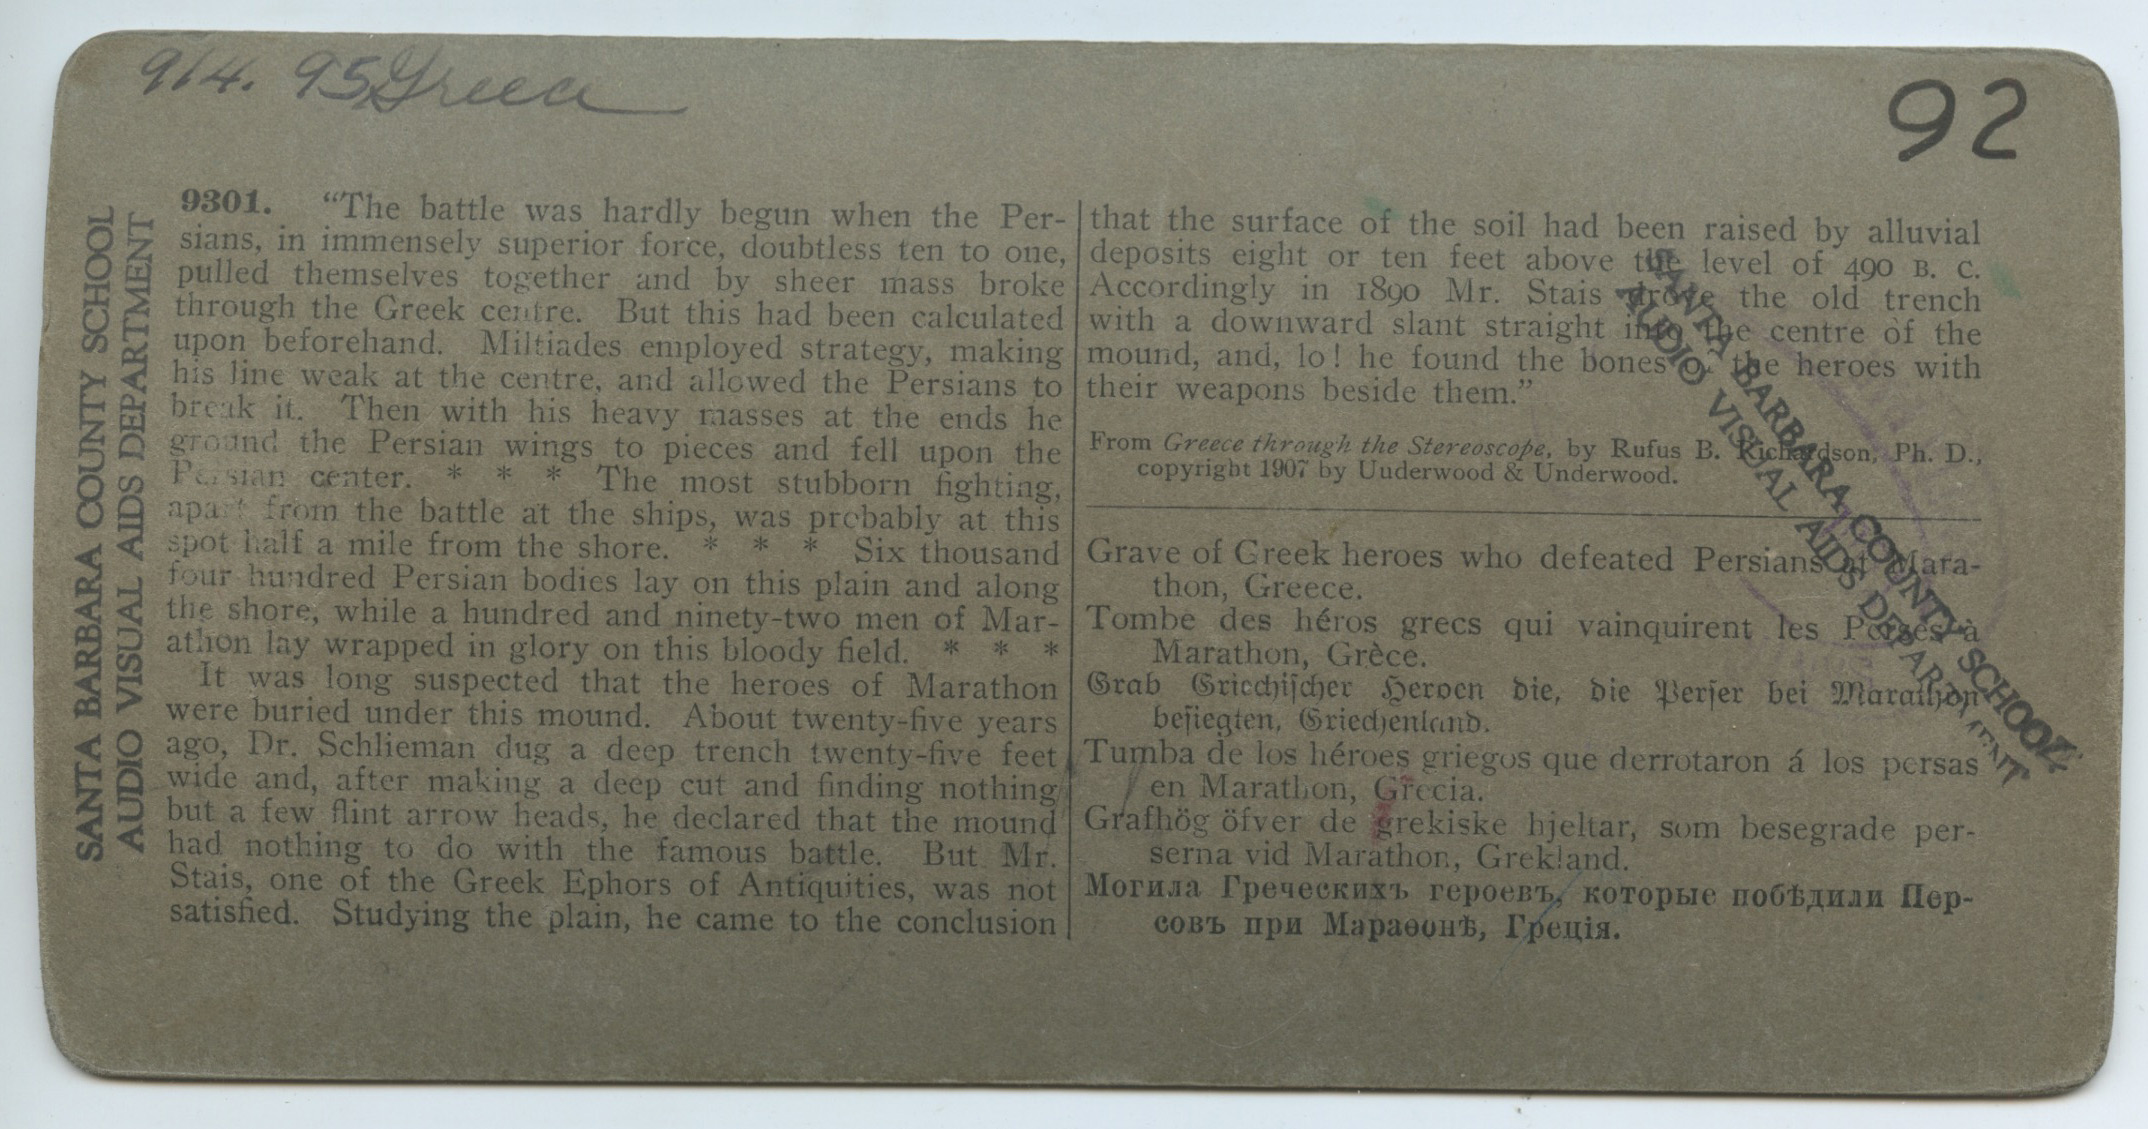 914. 95 Greece
92
SANTA BARBARA COUNTY SCHOOL
AUDIO VISUAL AIDS DEPARTMENT
9301. “The battle was hardly begun when the Per-
sians, in immensely superior force, doubtless ten to one,
pulled themselves together and by sheer mass broke
through the Greek centre. But this had been calculated
upon beforehand. Miltiades employed strategy, making
his line weak at the centre, and allowed the Persians to
break it. Then with his heavy masses at the ends he
ground the Persian wings to pieces and fell upon the
Persian center. * * * The most stubborn fighting,
apart from the battle at the ships, was probably at this
spot half a mile from the shore. * * * Six thousand
four hundred Persian bodies lay on this plain and along
the shore, while a hundred and ninety-two men of Mar-
athon lay wrapped in glory on this bloody field. * * *
It was long suspected that the heroes of Marathon
were buried under this mound. About twenty-five years
ago, Dr. Schlieman dug a deep trench twenty-five feet
wide and, after making a deep cut and finding nothing
but a few flint arrow heads, he declared that the mound
had nothing to do with the famous battle. But Mr.
Stais, one of the Greek Ephors of Antiquities, was not
satisfied. Studying the plain, he came to the conclusion
that the surface of the soil had been raised by alluvial
deposits eight or ten feet above the level of 490 B. C.
Accordingly in 1890 Mr. Stais drove the old trench
with a downward slant straight into the centre of the
mound, and, lo! he found the bones of the heroes with
their weapons beside them.”
From Greece through the Stereoscope, by Rufus B. Richardson, Ph. D.,
copyright 1907 by Underwood & Underwood.
Grave of Greek heroes who defeated Persians at Mara-
thon, Greece.
Tombe des héros grecs qui vainquirent les Perses à
Marathon, Grèce.
Grab Griechischer Heroen die, die Perser bei Marathon
besiegten, Griechenland.
Tumba de los héroes griegos que derrotaron á los persas
en Marathon, Grecia.
Grafhög öfver de grekiske hjeltar, som besegrade per-
serna vid Marathon, Grekland.
Могила Греческихъ героевъ, которые побѣдили Пер-
совъ при Мараѳонѣ, Греція.
SANTA BARBARA COUNTY SCHOOL
AUDIO VISUAL AIDS DEPARTMENT